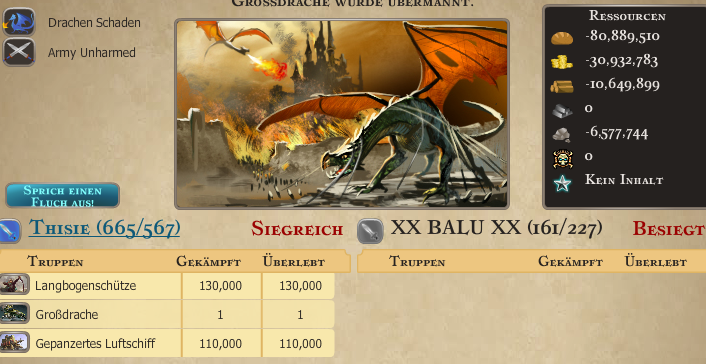 Großdrache wurde übermannt.
Drachen Schaden
Army Unharmed
Ressourcen
-80,889,510
-30,932,783
-10,649,899
0
-6,577,744
0
Kein Inhalt
Sprich einen
Fluch aus!
Thisie (665/567) Siegreich XX BALU XX (161/227) Besiegt
Truppen Gekämpft Überlebt Truppen Gekämpft Überlebt
Langbogenschütze 130,000 130,000
Großdrache 1 1
Gepanzertes Luftschiff 110,000 110,000